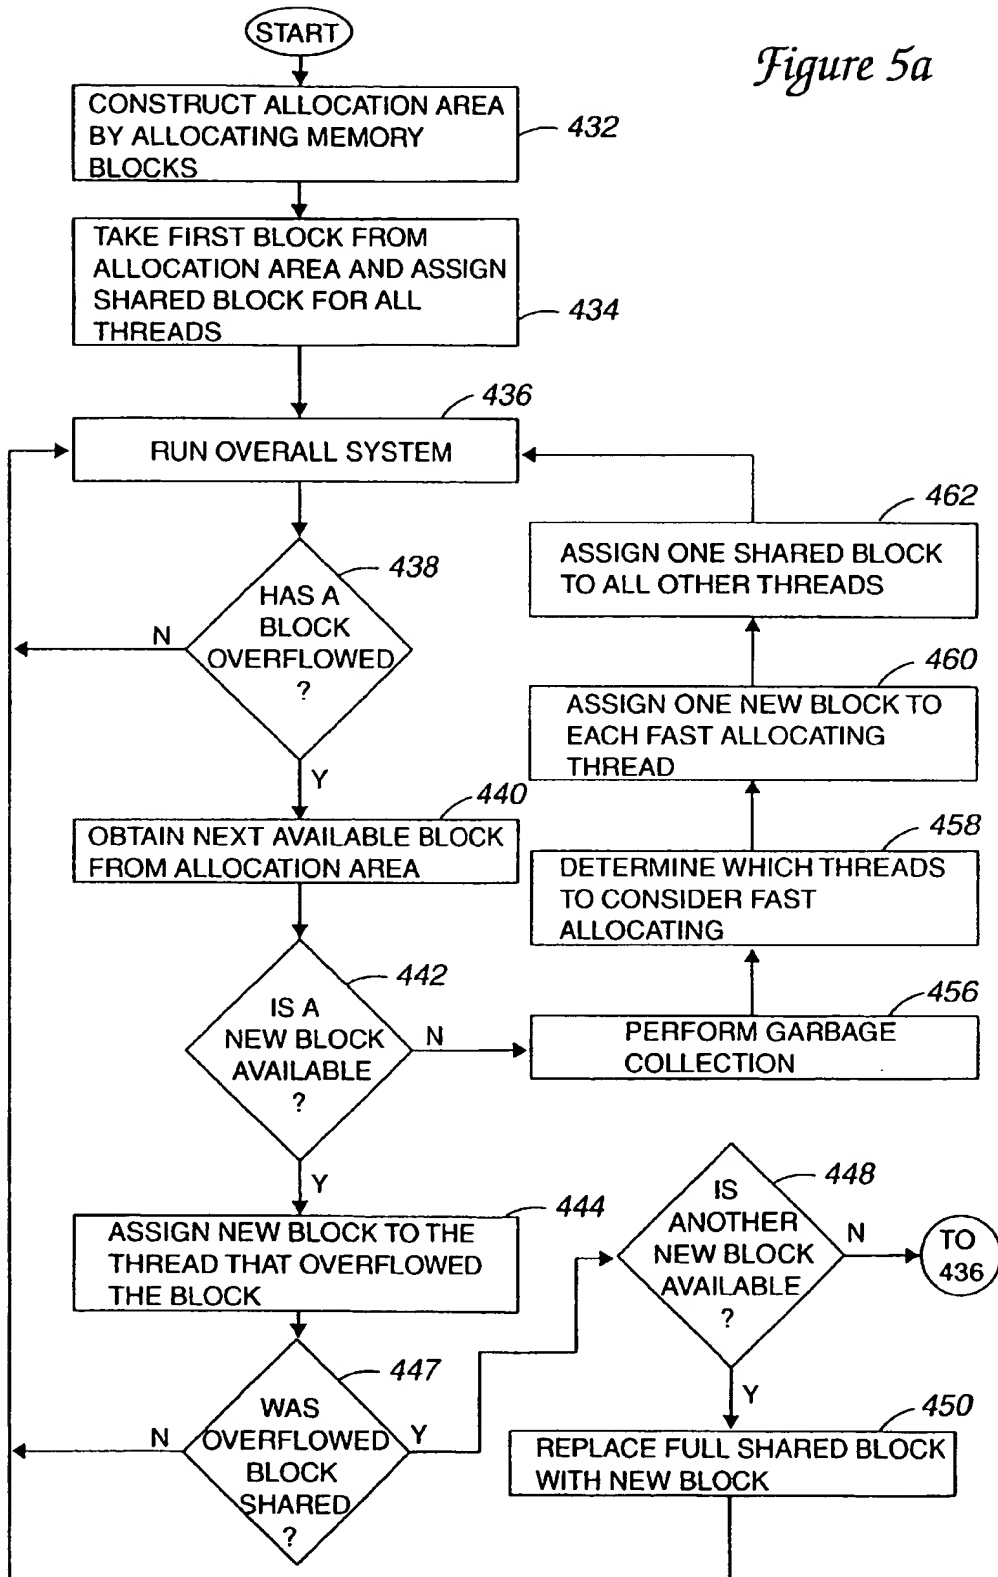 START
Figure 5a
CONSTRUCT ALLOCATION AREA
BY ALLOCATING MEMORY
BLOCKS
432
TAKE FIRST BLOCK FROM
ALLOCATION AREA AND ASSIGN
SHARED BLOCK FOR ALL
THREADS
434
436
RUN OVERALL SYSTEM
462
ASSIGN ONE SHARED BLOCK
TO ALL OTHER THREADS
438
HAS A
BLOCK
OVERFLOWED
?
N
Y
460
ASSIGN ONE NEW BLOCK TO
EACH FAST ALLOCATING
THREAD
440
OBTAIN NEXT AVAILABLE BLOCK
FROM ALLOCATION AREA
458
DETERMINE WHICH THREADS
TO CONSIDER FAST
ALLOCATING
442
IS A
NEW BLOCK
AVAILABLE
?
N
Y
456
PERFORM GARBAGE
COLLECTION
444
ASSIGN NEW BLOCK TO THE
THREAD THAT OVERFLOWED
THE BLOCK
448
IS
ANOTHER
NEW BLOCK
AVAILABLE
?
N
TO
436
Y
447
WAS
OVERFLOWED
BLOCK
SHARED
?
N
Y
450
REPLACE FULL SHARED BLOCK
WITH NEW BLOCK